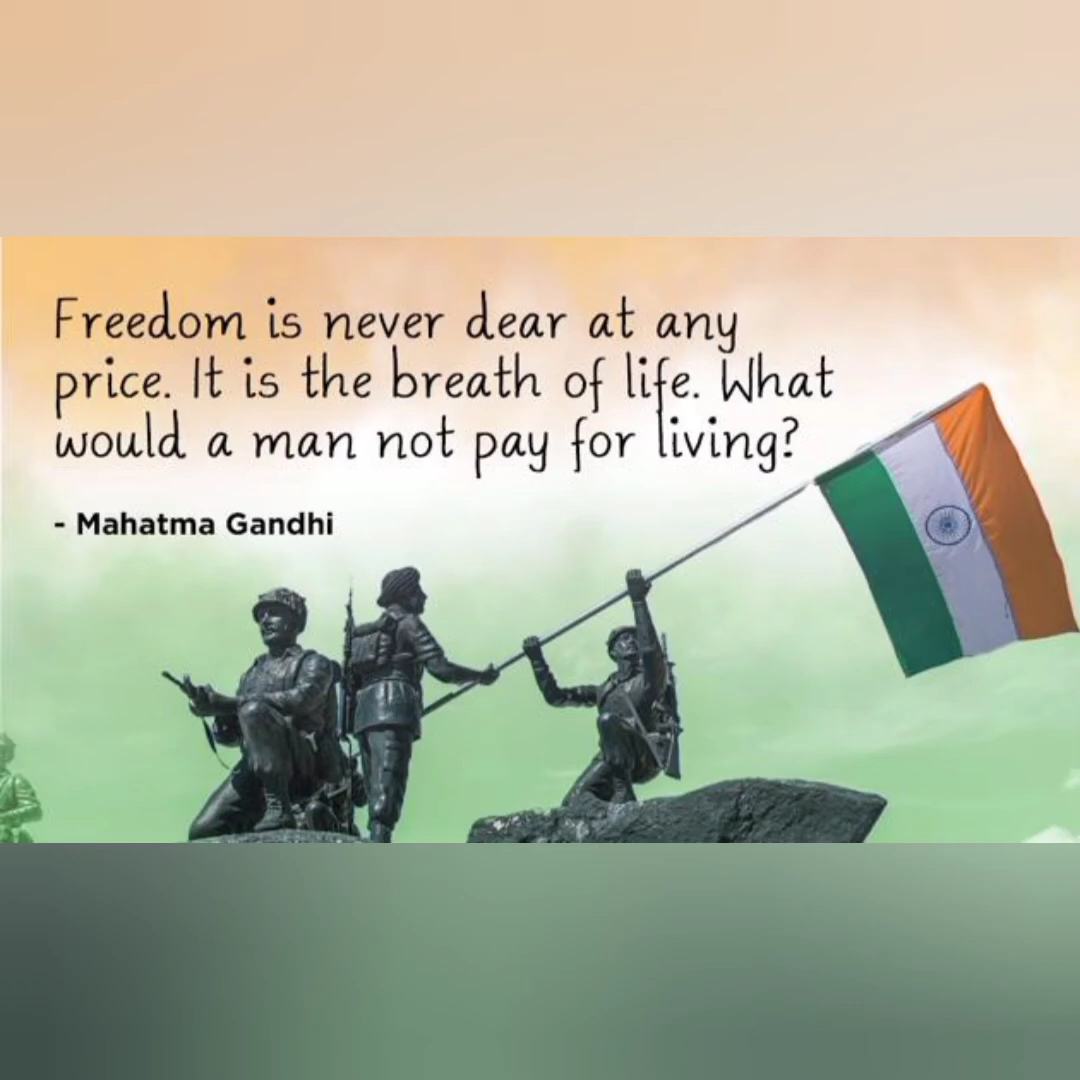 Freedom is never dear at any
price. It is the breath of life. What
would a man not pay for living?
- Mahatma Gandhi